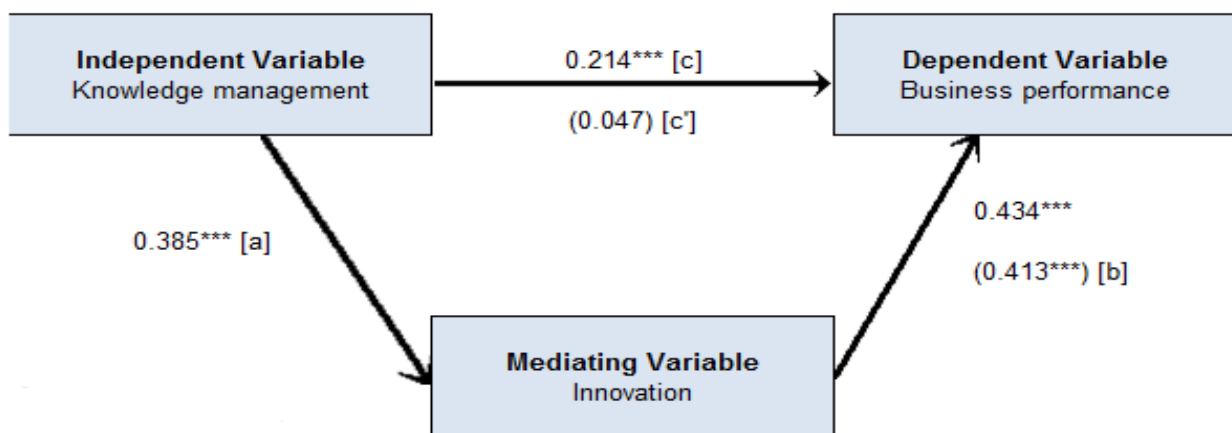 Independent Variable
Knowledge management
0.214*** [c]
(0.047) [c']
Dependent Variable
Business performance
0.385*** [a]
0.434***
(0.413***) [b]
Mediating Variable
Innovation